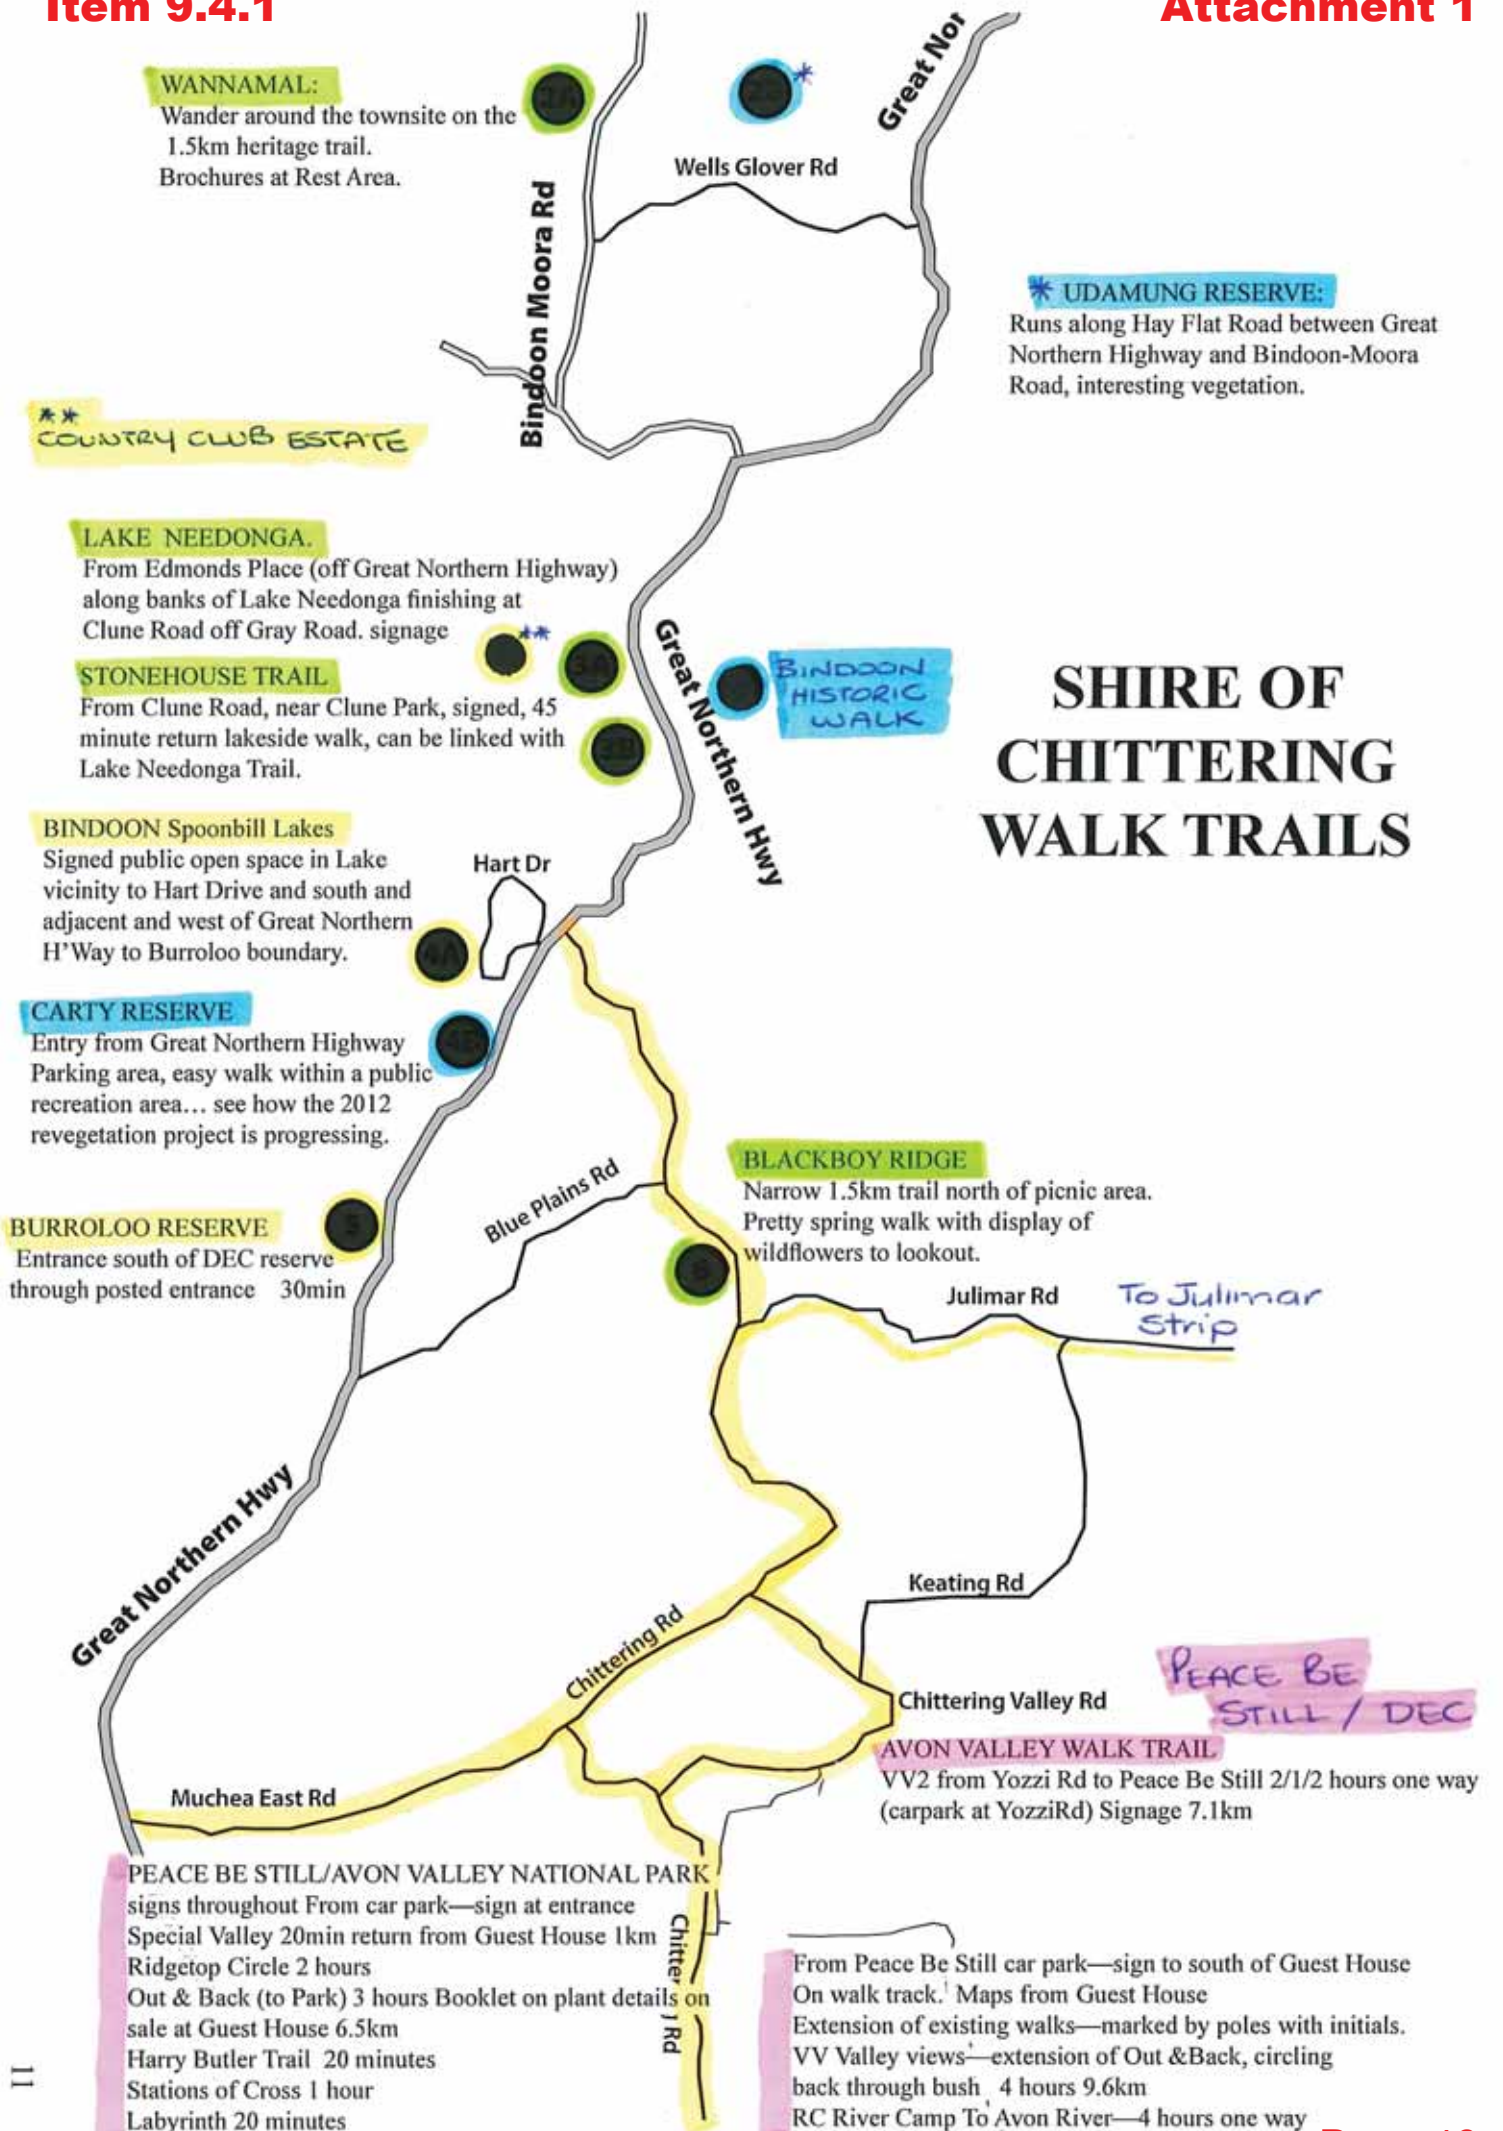 Item 9.4.1
Attachment 1
WANNAMAL:
Wander around the townsite on the
1.5km heritage trail.
Brochures at Rest Area.
2A
*
Great Nor
Wells Glover Rd
Bindoon Moora Rd
* UDAMUNG RESERVE:
Runs along Hay Flat Road between Great
Northern Highway and Bindoon-Moora
Road, interesting vegetation.
**
COUNTRY CLUB ESTATE
LAKE NEEDONGA.
From Edmonds Place (off Great Northern Highway)
along banks of Lake Needonga finishing at
Clune Road off Gray Road. signage
**
3A
STONEHOUSE TRAIL
From Clune Road, near Clune Park, signed, 45
minute return lakeside walk, can be linked with
Lake Needonga Trail.
3B
Great Northern Hwy
BINDOON
HISTORIC
WALK
SHIRE OF
CHITTERING
WALK TRAILS
BINDOON Spoonbill Lakes
Signed public open space in Lake
vicinity to Hart Drive and south and
adjacent and west of Great Northern
H'Way to Burroloo boundary.
Hart Dr
4A
CARTY RESERVE
Entry from Great Northern Highway
Parking area, easy walk within a public
recreation area... see how the 2012
revegetation project is progressing.
4B
BURROLOO RESERVE
Entrance south of DEC reserve
through posted entrance 30min
5
Blue Plains Rd
BLACKBOY RIDGE
Narrow 1.5km trail north of picnic area.
Pretty spring walk with display of
wildflowers to lookout.
6
Julimar Rd
To Julimar
Strip
Great Northern Hwy
Keating Rd
Chittering Rd
Chittering Valley Rd
PEACE BE
STILL / DEC
AVON VALLEY WALK TRAIL
VV2 from Yozzi Rd to Peace Be Still 2/1/2 hours one way
(carpark at YozziRd) Signage 7.1km
Muchea East Rd
PEACE BE STILL/AVON VALLEY NATIONAL PARK
signs throughout From car park—sign at entrance
Special Valley 20min return from Guest House 1km
Ridgetop Circle 2 hours
Out & Back (to Park) 3 hours Booklet on plant details on
sale at Guest House 6.5km
Harry Butler Trail 20 minutes
Stations of Cross 1 hour
Labyrinth 20 minutes
Rd
From Peace Be Still car park—sign to south of Guest House
On walk track. Maps from Guest House
Extension of existing walks—marked by poles with initials.
VV Valley views—extension of Out &Back, circling
back through bush 4 hours 9.6km
RC River Camp To Avon River—4 hours one way
11